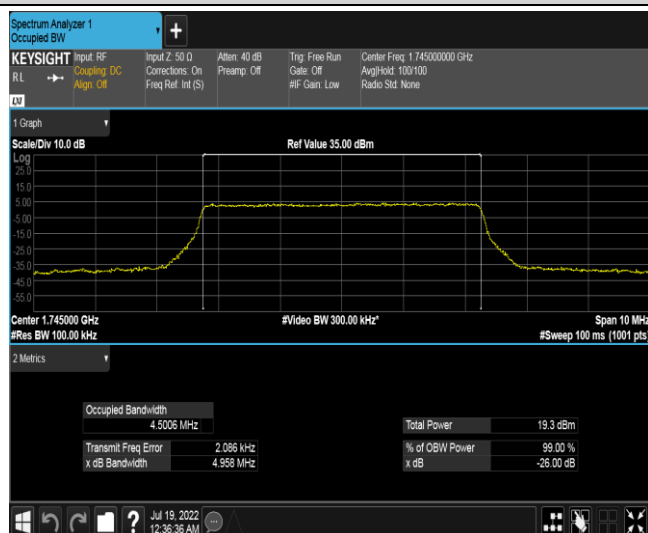 Spectrum Analyzer 1
Occupied BW
KEYSIGHT Input: RF Input Z: 50 Ω Atten: 40 dB Trig: Free Run Center Freq: 1.745000000 GHz
RL Coupling: DC Corrections: On Preamp: Off Gate: Off Avg|Hold: 100/100
Align: Off Freq Ref: Int (S) #IF Gain: Low Radio Std: None
LXI
1 Graph
Scale/Div 10.0 dB Ref Value 35.00 dBm
Log
25.0
15.0
5.00
-5.00
-15.0
-25.0
-35.0
-45.0
-55.0
Center 1.745000 GHz #Video BW 300.00 kHz* Span 10 MHz
#Res BW 100.00 kHz #Sweep 100 ms (1001 pts)
2 Metrics
Occupied Bandwidth
4.5006 MHz Total Power 19.3 dBm
Transmit Freq Error 2.086 kHz % of OBW Power 99.00 %
x dB Bandwidth 4.958 MHz x dB -26.00 dB
? Jul 19, 2022
12:36:36 AM